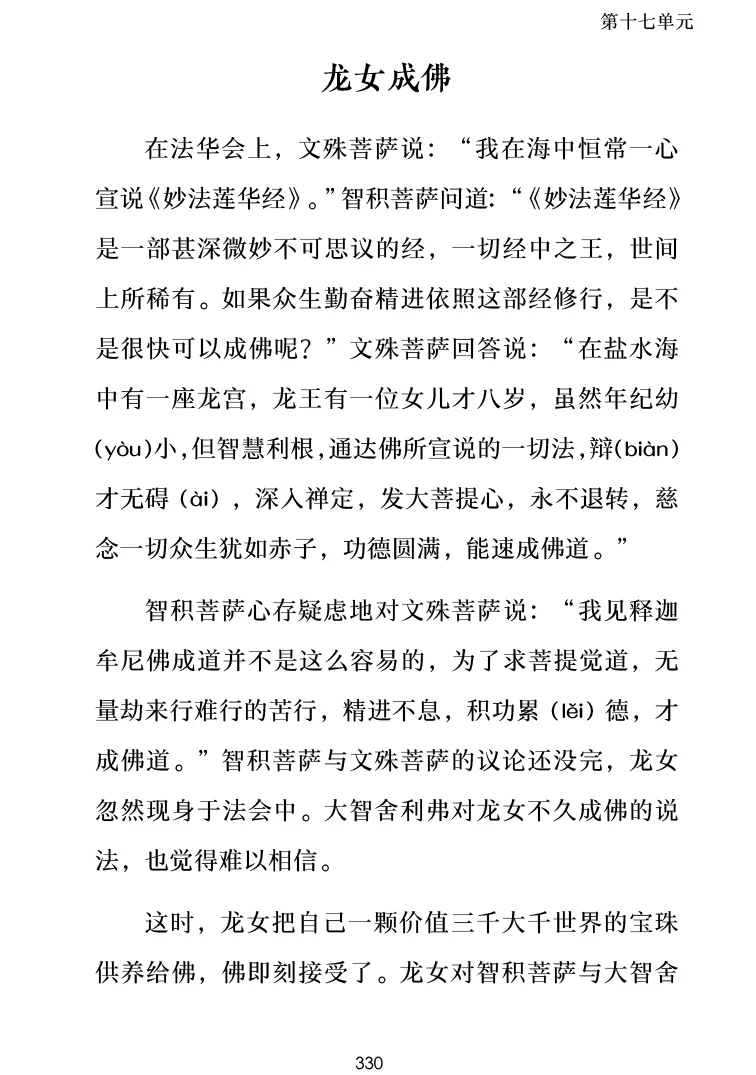 第十七单元
龙女成佛
在法华会上，文殊菩萨说：“我在海中恒常一心
宣说《妙法莲华经》。”智积菩萨问道：“《妙法莲华经》
是一部甚深微妙不可思议的经，一切经中之王，世间
上所稀有。如果众生勤奋精进依照这部经修行，是不
是很快可以成佛呢？”文殊菩萨回答说：“在盐水海
中有一座龙宫，龙王有一位女儿才八岁，虽然年纪幼
(yòu)小，但智慧利根，通达佛所宣说的一切法，辩(biàn)
才无碍（ài），深入禅定，发大菩提心，永不退转，慈
念一切众生犹如赤子，功德圆满，能速成佛道。”
智积菩萨心存疑虑地对文殊菩萨说：“我见释迦
牟尼佛成道并不是这么容易的，为了求菩提觉道，无
量劫来行难行的苦行，精进不息，积功累（lěi）德，才
成佛道。”智积菩萨与文殊菩萨的议论还没完，龙女
忽然现身于法会中。大智舍利弗对龙女不久成佛的说
法，也觉得难以相信。
这时，龙女把自己一颗价值三千大千世界的宝珠
供养给佛，佛即刻接受了。龙女对智积菩萨与大智舍
330